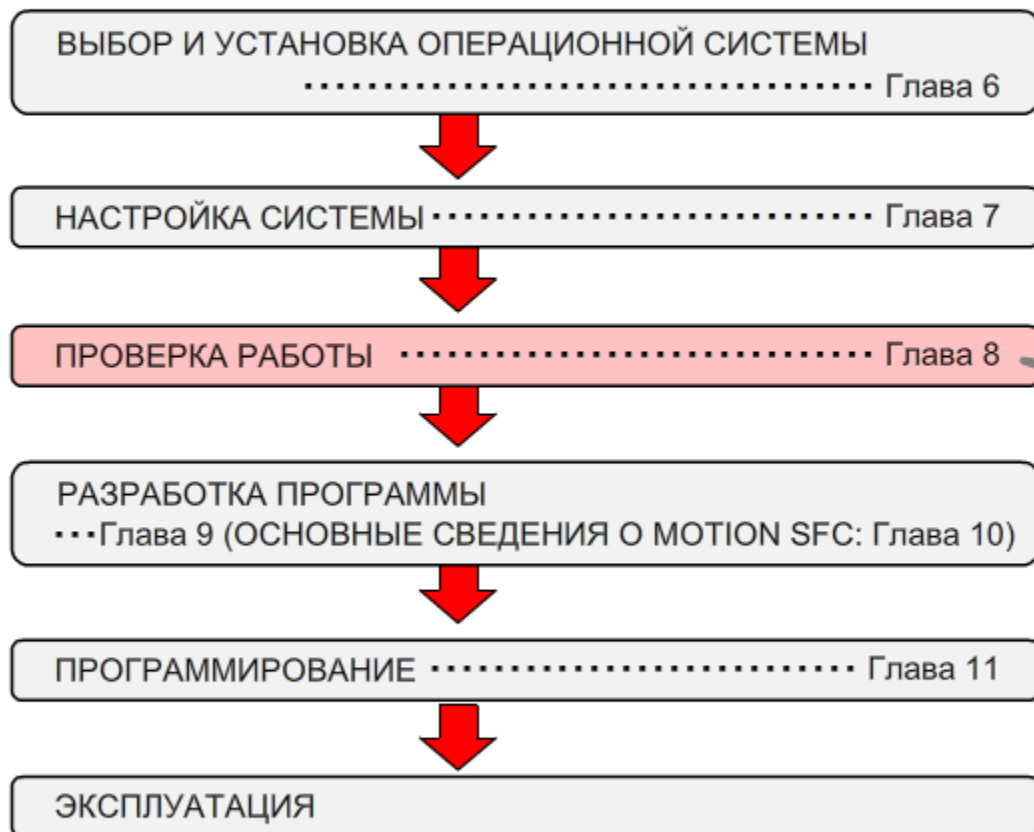 ВЫБОР И УСТАНОВКА ОПЕРАЦИОННОЙ СИСТЕМЫ
····································· Глава 6
НАСТРОЙКА СИСТЕМЫ····························· Глава 7
ПРОВЕРКА РАБОТЫ ······························· Глава 8
РАЗРАБОТКА ПРОГРАММЫ
···Глава 9 (ОСНОВНЫЕ СВЕДЕНИЯ О MOTION SFC: Глава 10)
ПРОГРАММИРОВАНИЕ ···························· Глава 11
ЭКСПЛУАТАЦИЯ